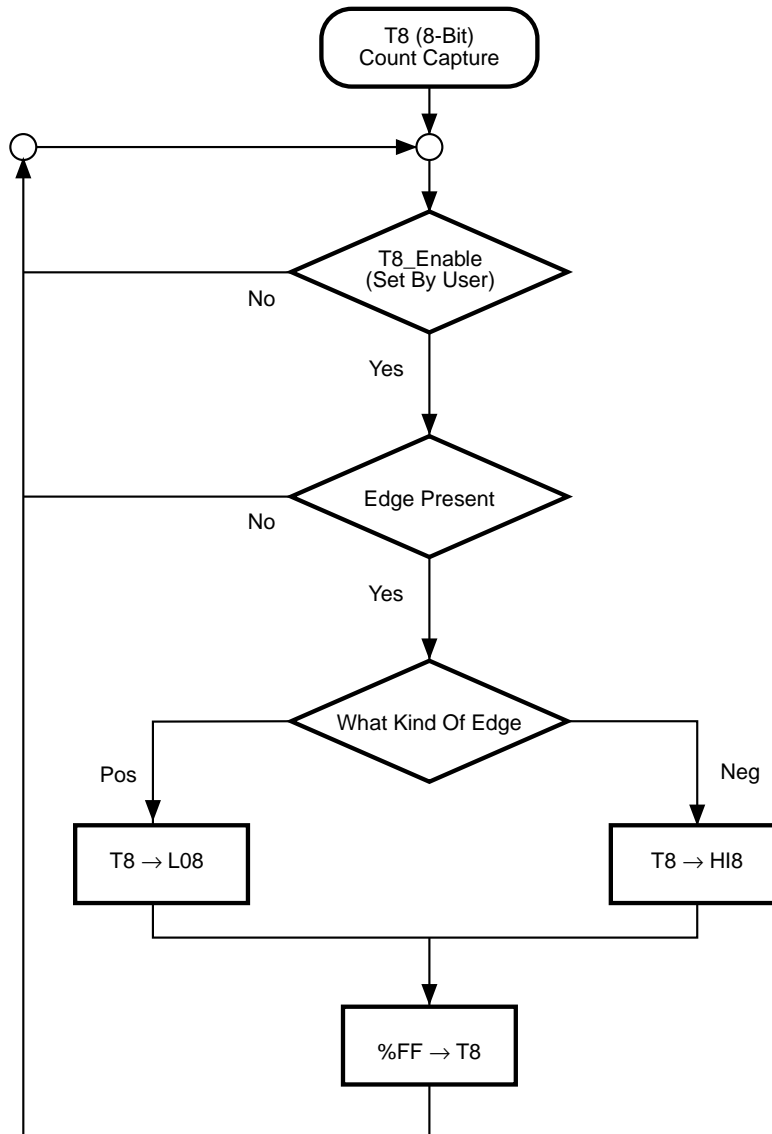 T8 (8-Bit)
Count Capture
T8_Enable
(Set By User)
No
Yes
Edge Present
No
Yes
What Kind Of Edge
Pos
Neg
T8 → L08
T8 → HI8
%FF → T8